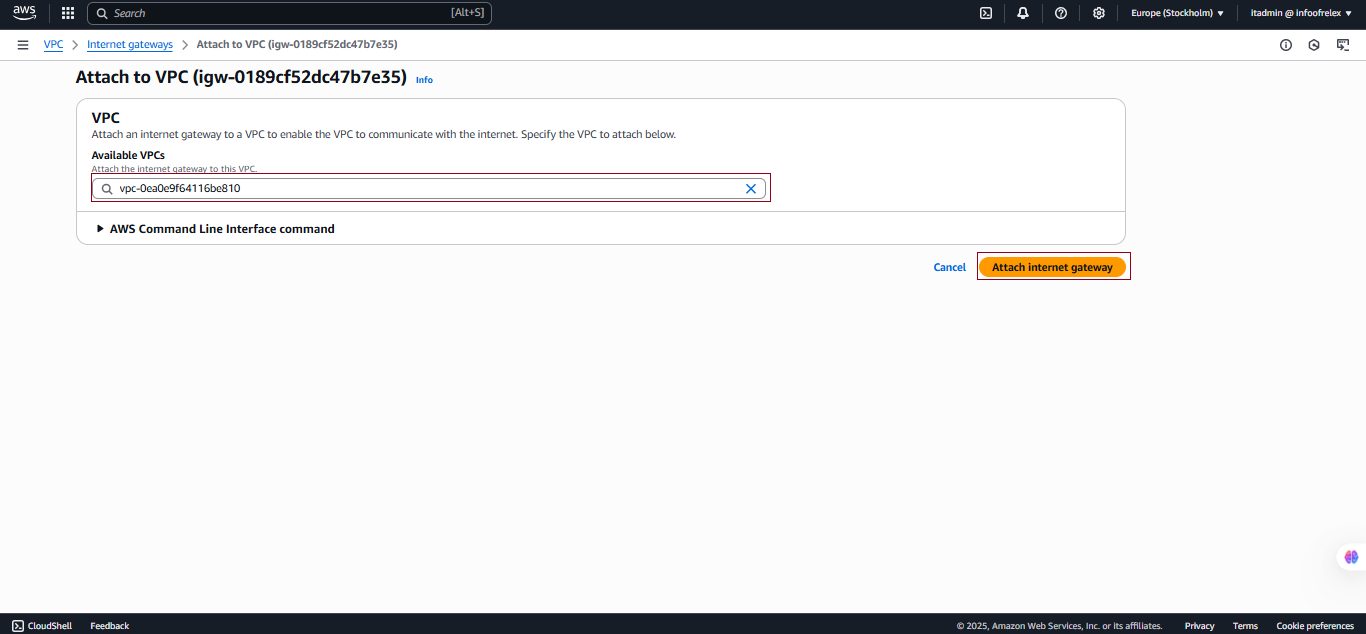 aws
Search [Alt+S]
Europe (Stockholm) ▼
itadmin @ infoofrelex ▼
VPC > Internet gateways > Attach to VPC (igw-0189cf52dc47b7e35)
Attach to VPC (igw-0189cf52dc47b7e35) Info
VPC
Attach an internet gateway to a VPC to enable the VPC to communicate with the internet. Specify the VPC to attach below.
Available VPCs
Attach the internet gateway to this VPC.
vpc-0ea0e9f64116be810
AWS Command Line Interface command
Cancel Attach internet gateway
CloudShell Feedback © 2025, Amazon Web Services, Inc. or its affiliates. Privacy Terms Cookie preferences